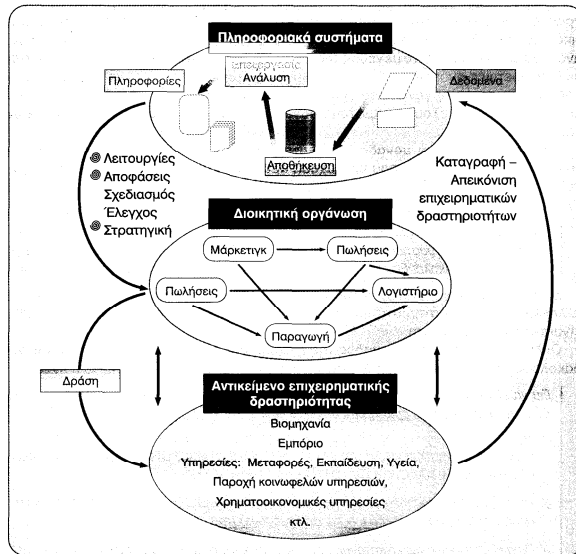 Πληροφοριακά συστήματα
Πληροφορίες
Επεξεργασία
Ανάλυση
Δεδομένα
Αποθήκευση
Λειτουργίες
Αποφάσεις
Σχεδιασμός
Έλεγχος
Στρατηγική
Καταγραφή –
Απεικόνιση
επιχειρηματικών
δραστηριοτήτων
Διοικητική οργάνωση
Μάρκετιγκ
Πωλήσεις
Πωλήσεις
Λογιστήριο
Παραγωγή
Δράση
Αντικείμενο επιχειρηματικής
δραστηριότητας
Βιομηχανία
Εμπόριο
Υπηρεσίες: Μεταφορές, Εκπαίδευση, Υγεία,
Παροχή κοινωφελών υπηρεσιών,
Χρηματοοικονομικές υπηρεσίες
κτλ.